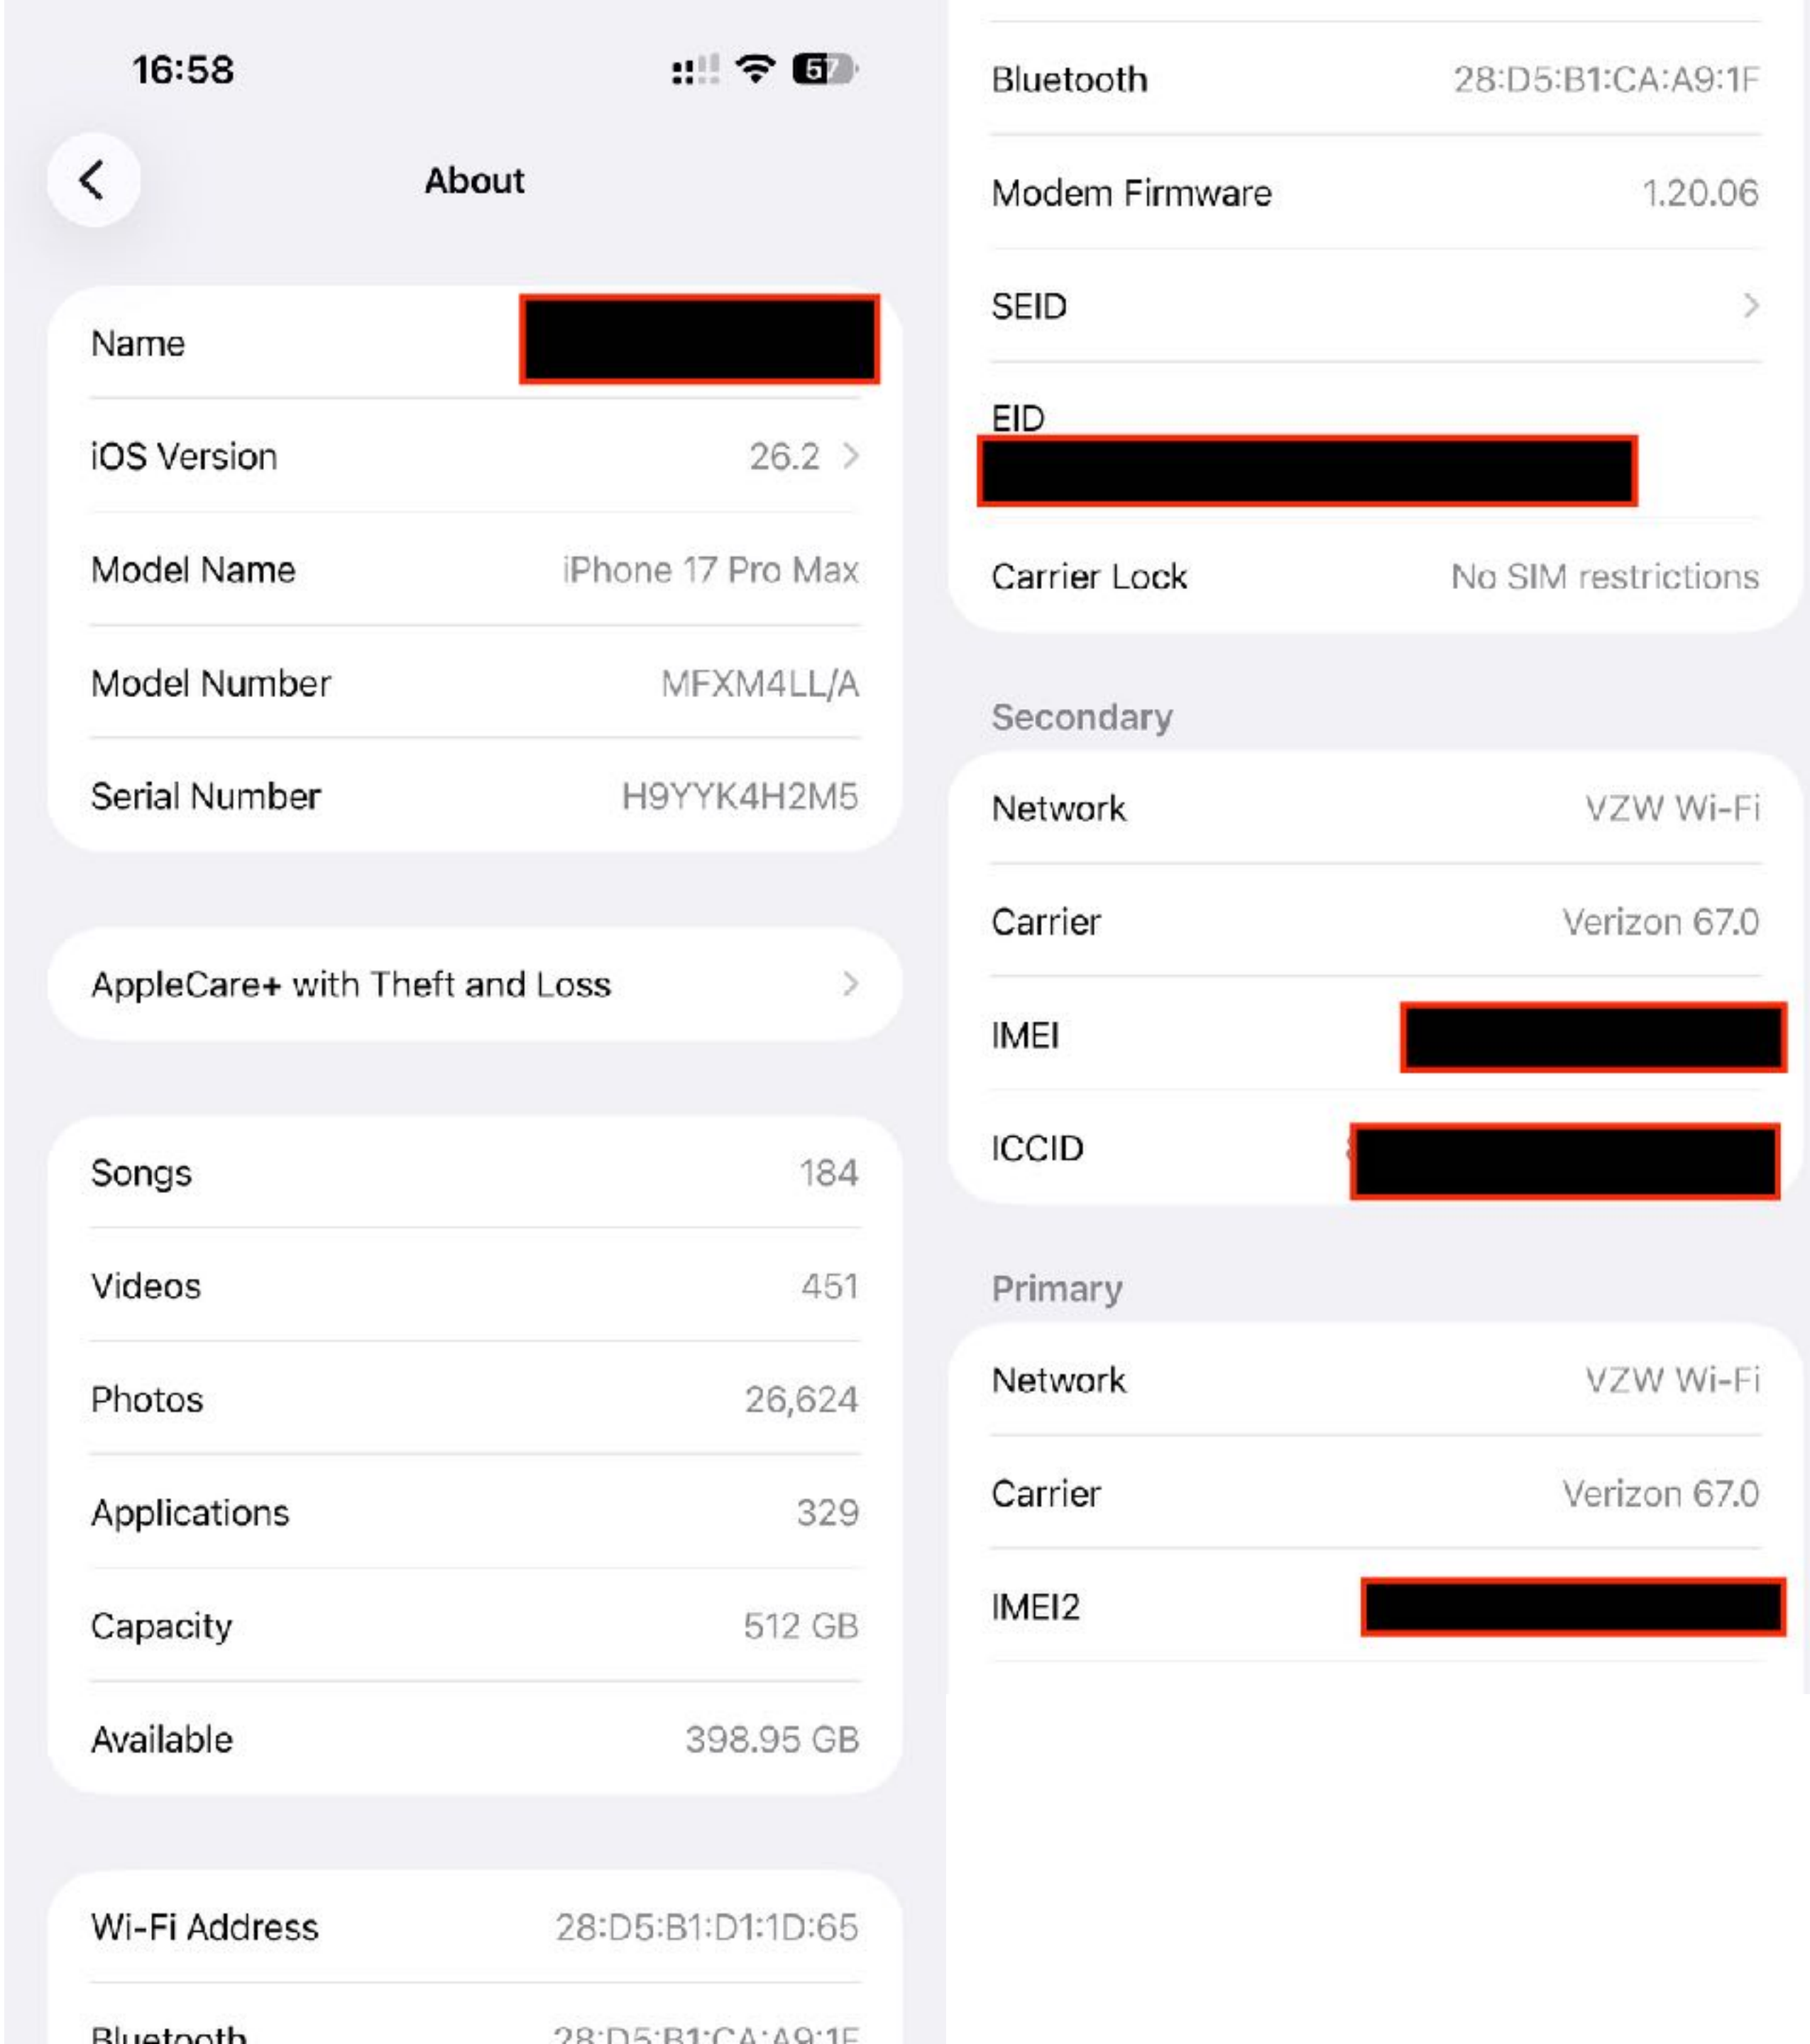 16:58
57
About
Name
iOS Version 26.2
Model Name iPhone 17 Pro Max
Model Number MFXM4LL/A
Serial Number H9YYK4H2M5
AppleCare+ with Theft and Loss
Songs 184
Videos 451
Photos 26,624
Applications 329
Capacity 512 GB
Available 398.95 GB
Wi-Fi Address 28:D5:B1:D1:1D:65
Bluetooth 28:D5:B1:CA:A9:1F
Bluetooth 28:D5:B1:CA:A9:1F
Modem Firmware 1.20.06
SEID
EID
Carrier Lock No SIM restrictions
Secondary
Network VZW Wi-Fi
Carrier Verizon 67.0
IMEI
ICCID
Primary
Network VZW Wi-Fi
Carrier Verizon 67.0
IMEI2